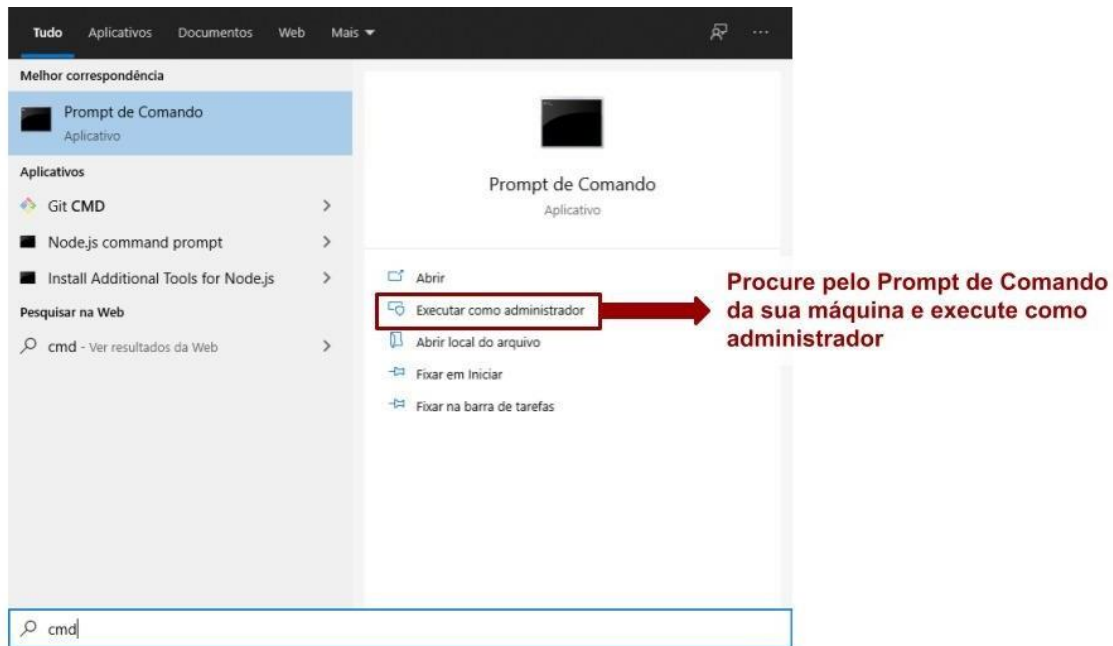 Tudo Aplicativos Documentos Web Mais
Melhor correspondência
Prompt de Comando
Aplicativo
Aplicativos
Git CMD
Node.js command prompt
Install Additional Tools for Node.js
Pesquisar na Web
cmd - Ver resultados da Web
Prompt de Comando
Aplicativo
Abrir
Executar como administrador
Abrir local do arquivo
Fixar em Iniciar
Fixar na barra de tarefas
Procure pelo Prompt de Comando
da sua máquina e execute como
administrador
cmd